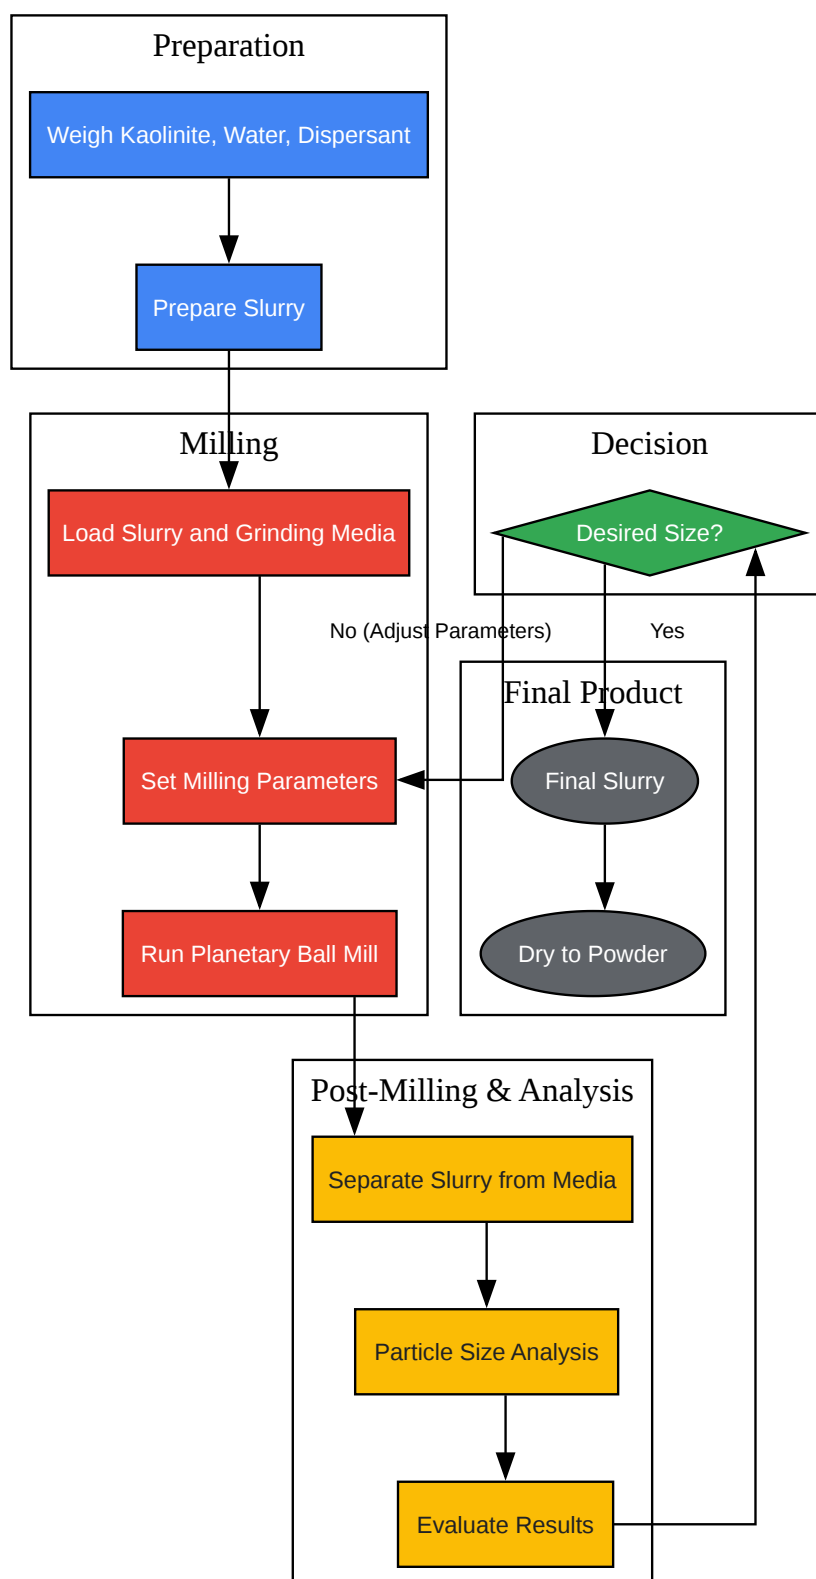 Preparation
Weigh Kaolinite, Water, Dispersant
Prepare Slurry
Milling
Load Slurry and Grinding Media
Set Milling Parameters
Run Planetary Ball Mill
Decision
Desired Size?
No (Adjust Parameters)
Yes
Final Product
Final Slurry
Dry to Powder
Post-Milling & Analysis
Separate Slurry from Media
Particle Size Analysis
Evaluate Results